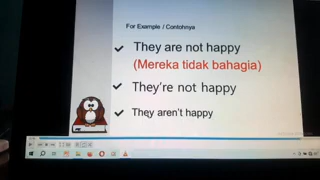 For Example / Contohnya
They are not happy
(Mereka tidak bahagia)
They're not happy
They aren't happy